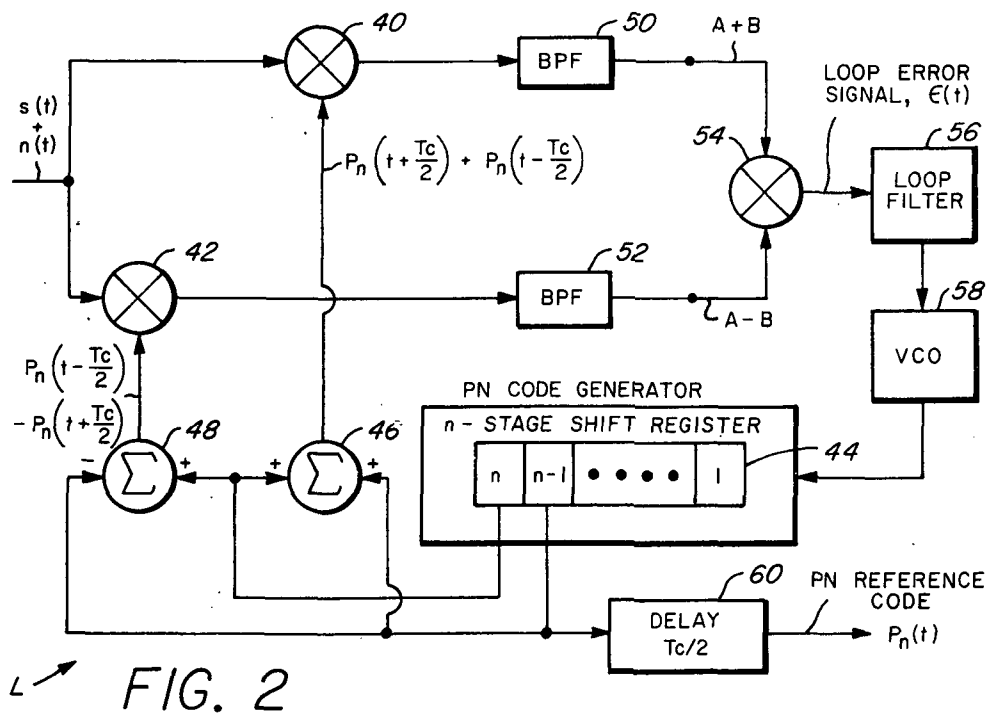 40
50
BPF
A+B
LOOP ERROR
SIGNAL, ϵ(t)
s(t)
+
n(t)
Pn(t+Tc/2) + Pn(t-Tc/2)
54
56
LOOP
FILTER
42
52
BPF
A-B
58
VCO
Pn(t-Tc/2)
-Pn(t+Tc/2)
PN CODE GENERATOR
n-STAGE SHIFT REGISTER
48
46
44
- Σ +
+ Σ +
n n-1 • • • • 1
60
DELAY
Tc/2
PN REFERENCE
CODE
Pn(t)
L
FIG. 2